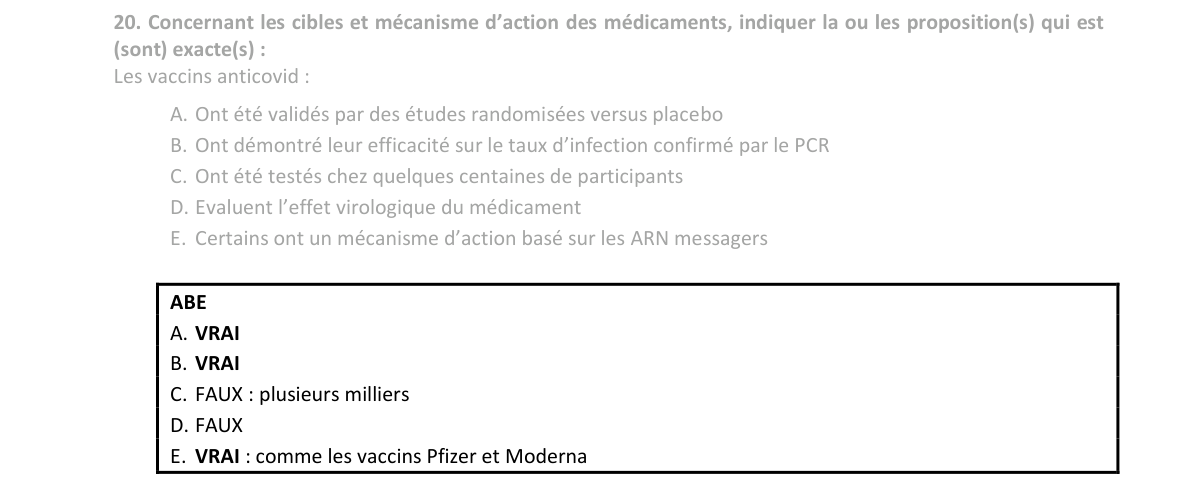 20. Concernant les cibles et mécanisme d’action des médicaments, indiquer la ou les proposition(s) qui est
(sont) exacte(s) :
Les vaccins anticovid :
A. Ont été validés par des études randomisées versus placebo
B. Ont démontré leur efficacité sur le taux d’infection confirmé par le PCR
C. Ont été testés chez quelques centaines de participants
D. Evaluent l’effet virologique du médicament
E. Certains ont un mécanisme d’action basé sur les ARN messagers
ABE
A. VRAI
B. VRAI
C. FAUX : plusieurs milliers
D. FAUX
E. VRAI : comme les vaccins Pfizer et Moderna